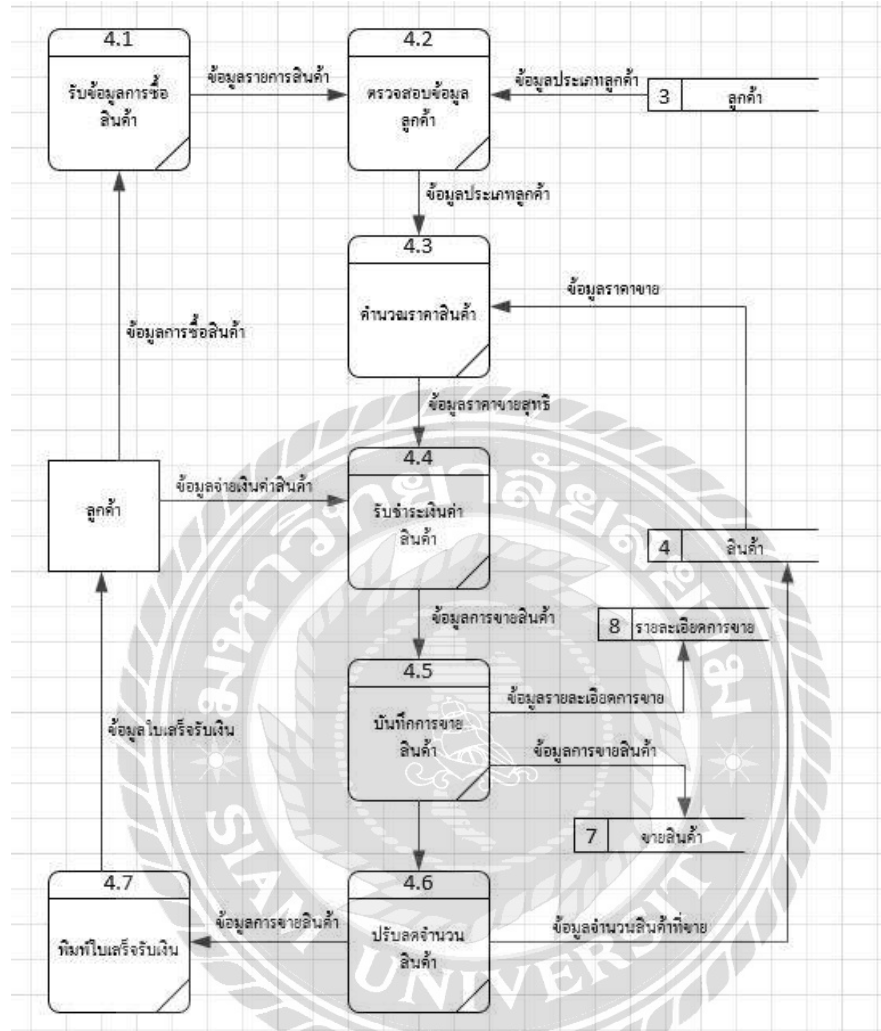 4.1
รับข้อมูลการซื้อ
สินค้า
ข้อมูลรายการสินค้า
4.2
ตรวจสอบข้อมูล
ลูกค้า
ข้อมูลประเภทลูกค้า
3 ลูกค้า
ข้อมูลประเภทลูกค้า
4.3
คำนวณราคาสินค้า
ข้อมูลราคาขาย
ข้อมูลการซื้อสินค้า
ข้อมูลราคาขายสุทธิ
ลูกค้า
ข้อมูลจ่ายเงินค่าสินค้า
4.4
รับชำระเงินค่า
สินค้า
4 สินค้า
ข้อมูลการขายสินค้า
8 รายละเอียดการขาย
4.5
บันทึกการขาย
สินค้า
ข้อมูลรายละเอียดการขาย
ข้อมูลการขายสินค้า
ข้อมูลใบเสร็จรับเงิน
7 ขายสินค้า
4.7
พิมพ์ใบเสร็จรับเงิน
ข้อมูลการขายสินค้า
4.6
ปรับลดจำนวน
สินค้า
ข้อมูลจำนวนสินค้าที่ขาย
มหาวิทยาลัยสยาม
SIAM UNIVERSITY